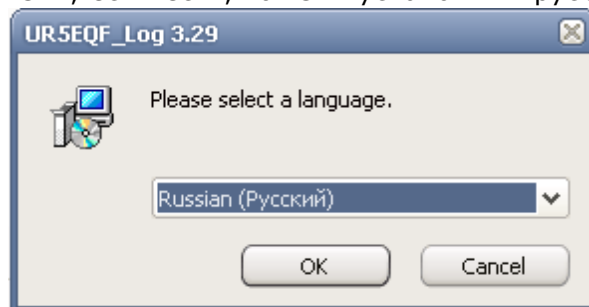 UR5EQF_Log 3.29
Please select a language.
Russian (Русский)
OK
Cancel